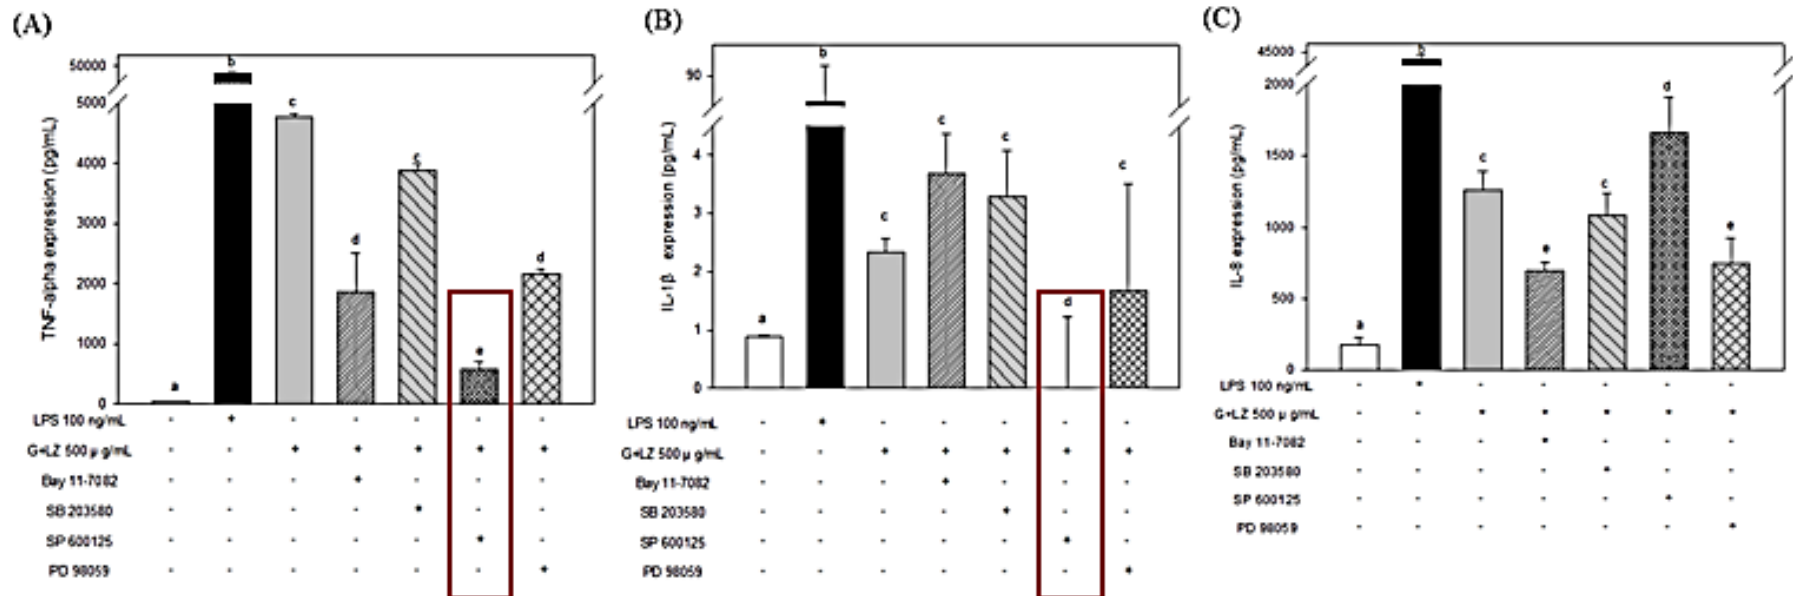 (A)
TNF-alpha expression (pg/mL)
50000
5000
4000
3000
2000
1000
0
a
b
c
d
c
e
d
LPS 100 ng/mL - + - - - - -
G+LZ 500 µ g/mL - - + + + + +
Bay 11-7082 - - - + - - -
SB 203580 - - - - + - -
SP 600125 - - - - - + -
PD 98059 - - - - - - +
(B)
IL-1β expression (pg/mL)
90
4
3
2
1
0
a
b
c
c
c
d
c
LPS 100 ng/mL - + - - - - -
G+LZ 500 µ g/mL - - + + + + +
Bay 11-7082 - - - + - - -
SB 203580 - - - - + - -
SP 600125 - - - - - + -
PD 98059 - - - - - - +
(C)
IL-8 expression (pg/mL)
45000
2000
1500
1000
500
0
a
b
c
e
c
d
e
LPS 100 ng/mL - + - - - - -
G+LZ 500 µ g/mL - - + + + + +
Bay 11-7082 - - - + - - -
SB 203580 - - - - + - -
SP 600125 - - - - - + -
PD 98059 - - - - - - +